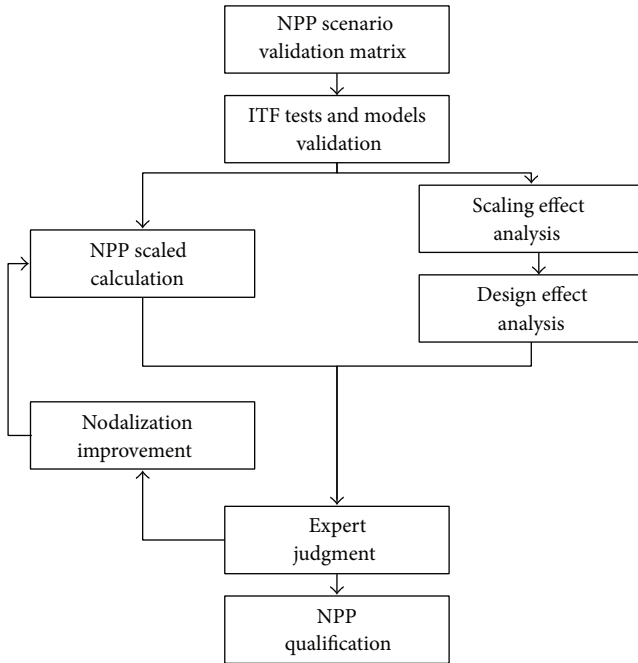 NPP scenario
validation matrix
ITF tests and models
validation
Scaling effect
analysis
NPP scaled
calculation
Design effect
analysis
Nodalization
improvement
Expert
judgment
NPP
qualification